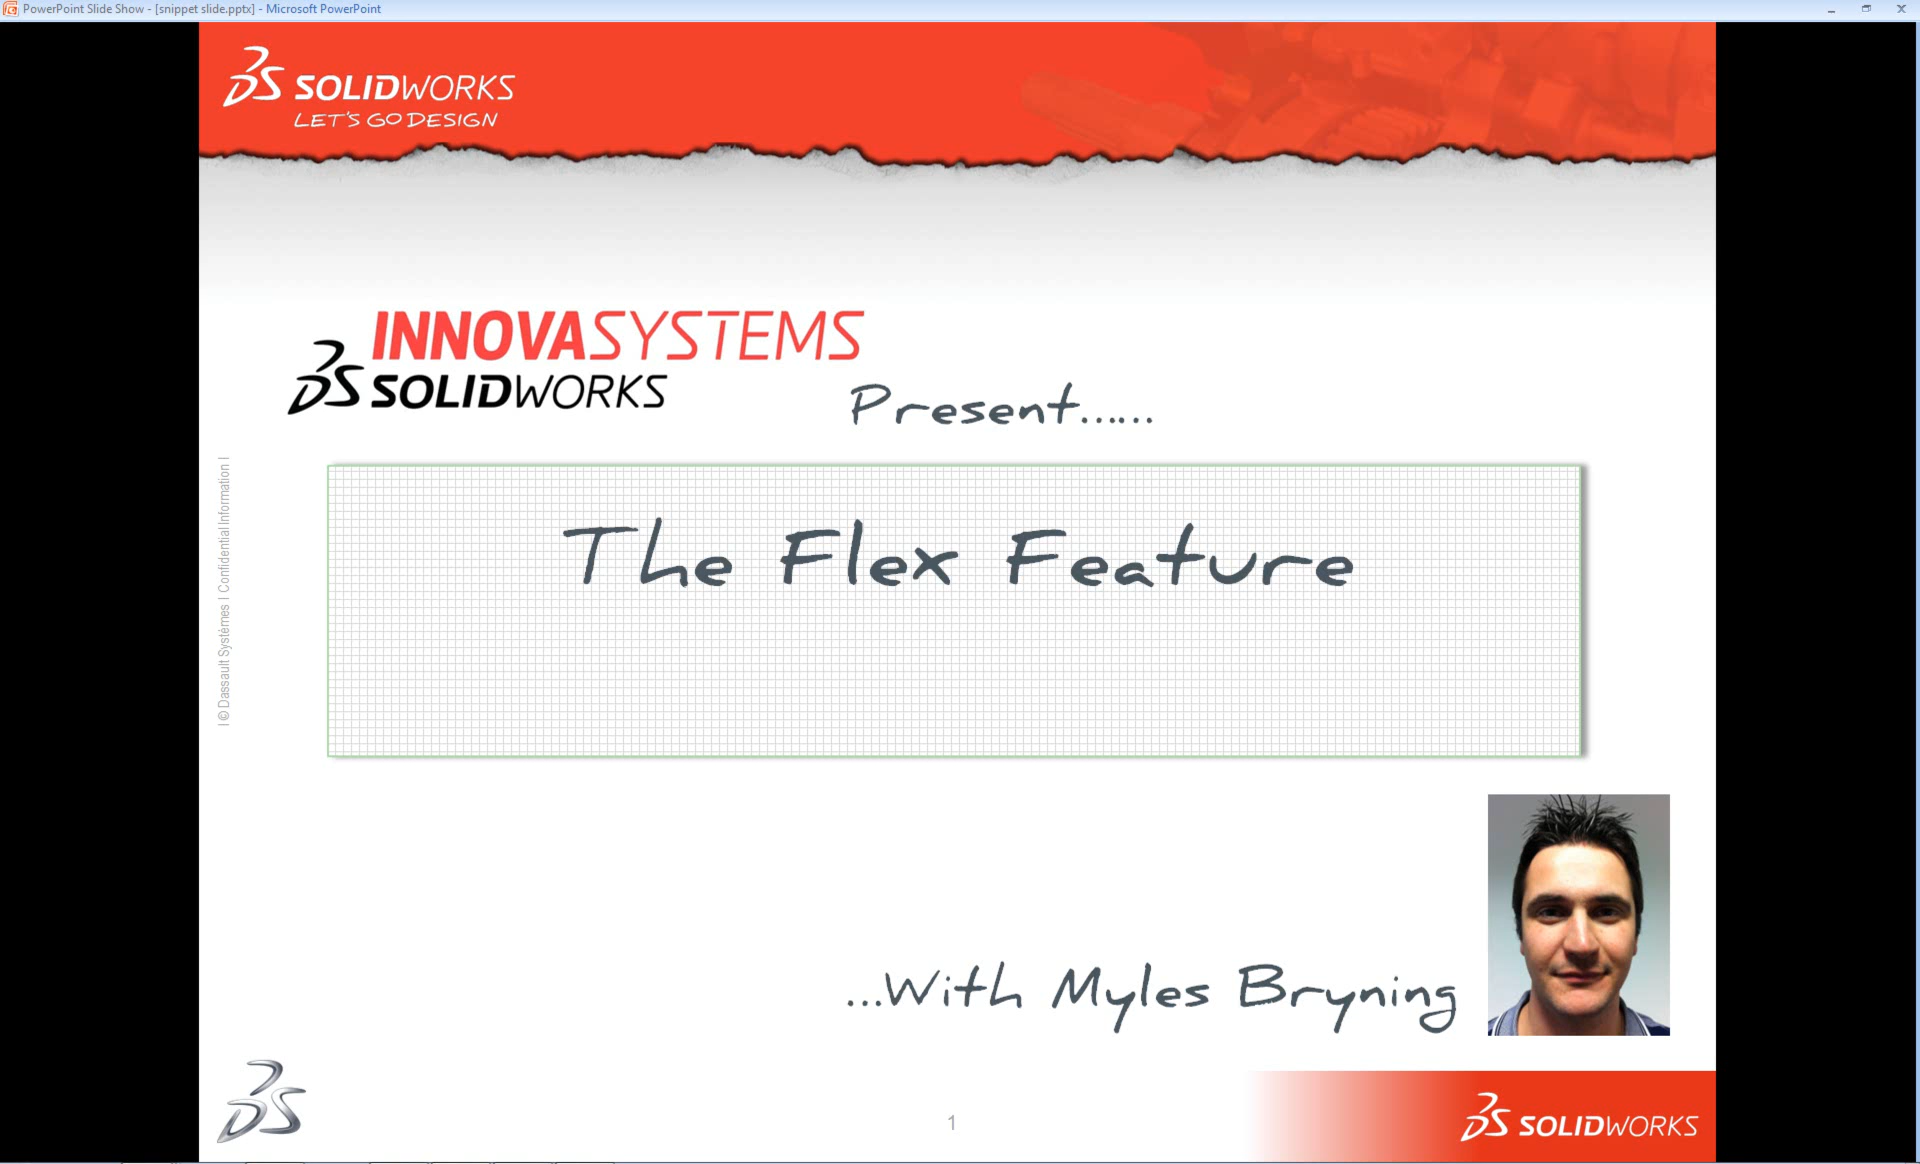 PowerPoint Slide Show - [snippet slide.pptx] - Microsoft PowerPoint
SOLIDWORKS
LET'S GO DESIGN
INNOVASYSTEMS
SOLIDWORKS
Present......
The Flex Feature
| © Dassault Systèmes | Confidential Information |
...With Myles Bryning
1
SOLIDWORKS